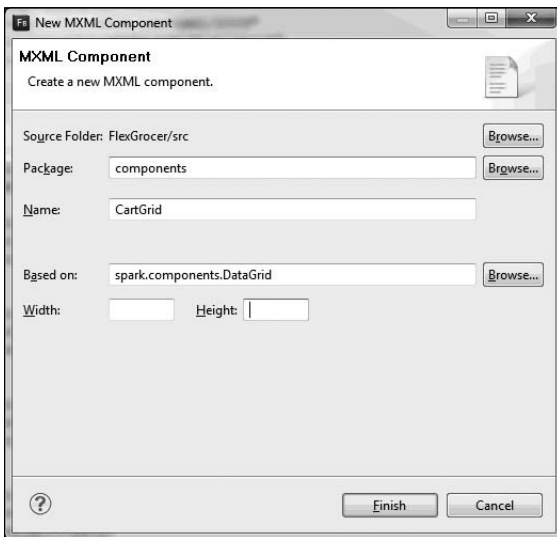 Fb New MXML Component
X
MXML Component
Create a new MXML component.
Source Folder: FlexGrocer/src Browse...
Package: components Browse...
Name: CartGrid
Based on: spark.components.DataGrid Browse...
Width: Height:
? Finish Cancel